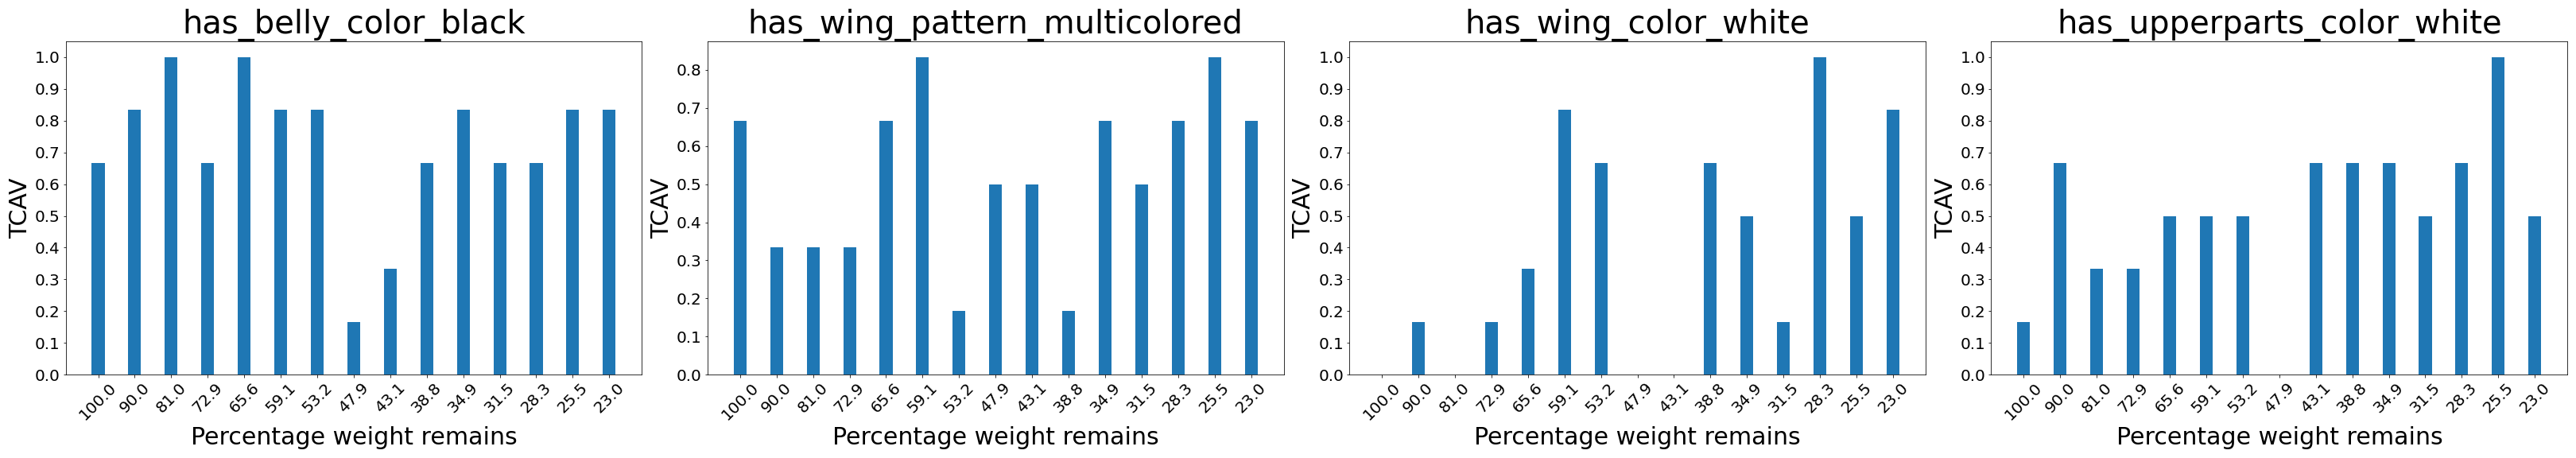 has_belly_color_black
TCAV
1.0
0.9
0.8
0.7
0.6
0.5
0.4
0.3
0.2
0.1
0.0
100.0 90.0 81.0 72.9 65.6 59.1 53.2 47.9 43.1 38.8 34.9 31.5 28.3 25.5 23.0
Percentage weight remains
has_wing_pattern_multicolored
TCAV
0.8
0.7
0.6
0.5
0.4
0.3
0.2
0.1
0.0
100.0 90.0 81.0 72.9 65.6 59.1 53.2 47.9 43.1 38.8 34.9 31.5 28.3 25.5 23.0
Percentage weight remains
has_wing_color_white
TCAV
1.0
0.9
0.8
0.7
0.6
0.5
0.4
0.3
0.2
0.1
0.0
100.0 90.0 81.0 72.9 65.6 59.1 53.2 47.9 43.1 38.8 34.9 31.5 28.3 25.5 23.0
Percentage weight remains
has_upperparts_color_white
TCAV
1.0
0.9
0.8
0.7
0.6
0.5
0.4
0.3
0.2
0.1
0.0
100.0 90.0 81.0 72.9 65.6 59.1 53.2 47.9 43.1 38.8 34.9 31.5 28.3 25.5 23.0
Percentage weight remains